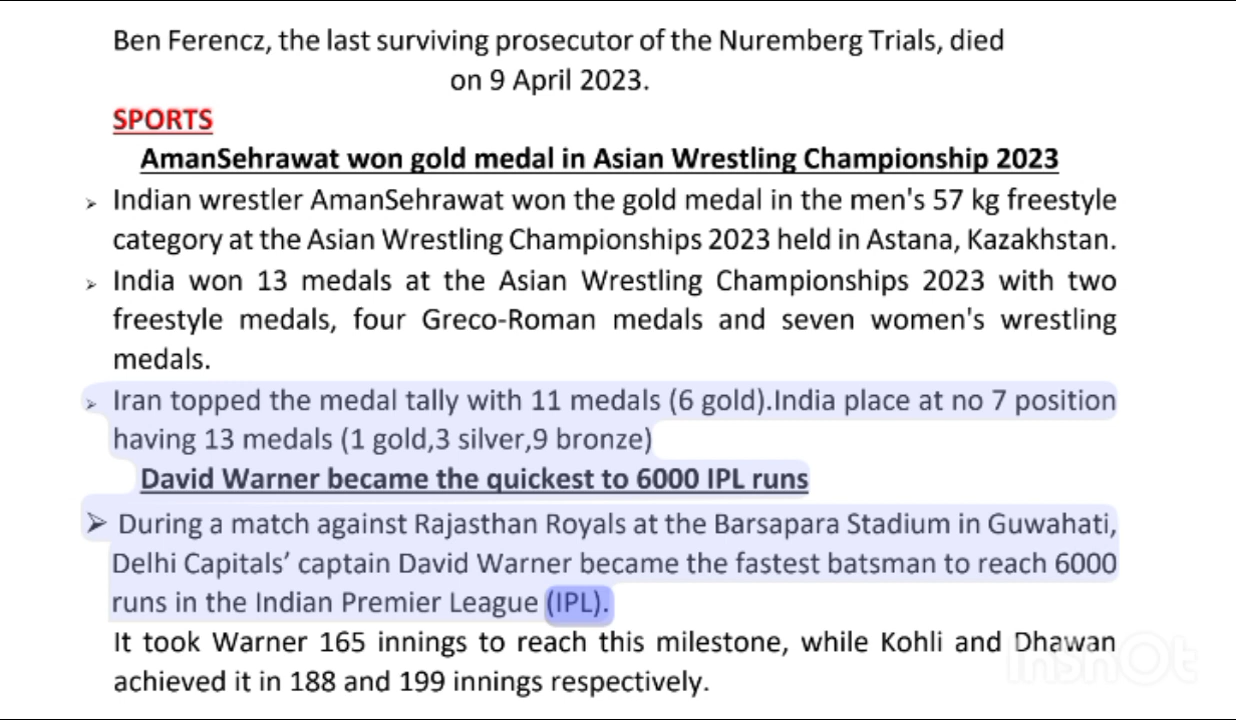 Ben Ferencz, the last surviving prosecutor of the Nuremberg Trials, died
on 9 April 2023.
SPORTS
AmanSehrawat won gold medal in Asian Wrestling Championship 2023
➢ Indian wrestler AmanSehrawat won the gold medal in the men's 57 kg freestyle
category at the Asian Wrestling Championships 2023 held in Astana, Kazakhstan.
➢ India won 13 medals at the Asian Wrestling Championships 2023 with two
freestyle medals, four Greco-Roman medals and seven women's wrestling
medals.
➢ Iran topped the medal tally with 11 medals (6 gold).India place at no 7 position
having 13 medals (1 gold,3 silver,9 bronze)
David Warner became the quickest to 6000 IPL runs
➢ During a match against Rajasthan Royals at the Barsapara Stadium in Guwahati,
Delhi Capitals’ captain David Warner became the fastest batsman to reach 6000
runs in the Indian Premier League (IPL).
It took Warner 165 innings to reach this milestone, while Kohli and Dhawan
achieved it in 188 and 199 innings respectively.